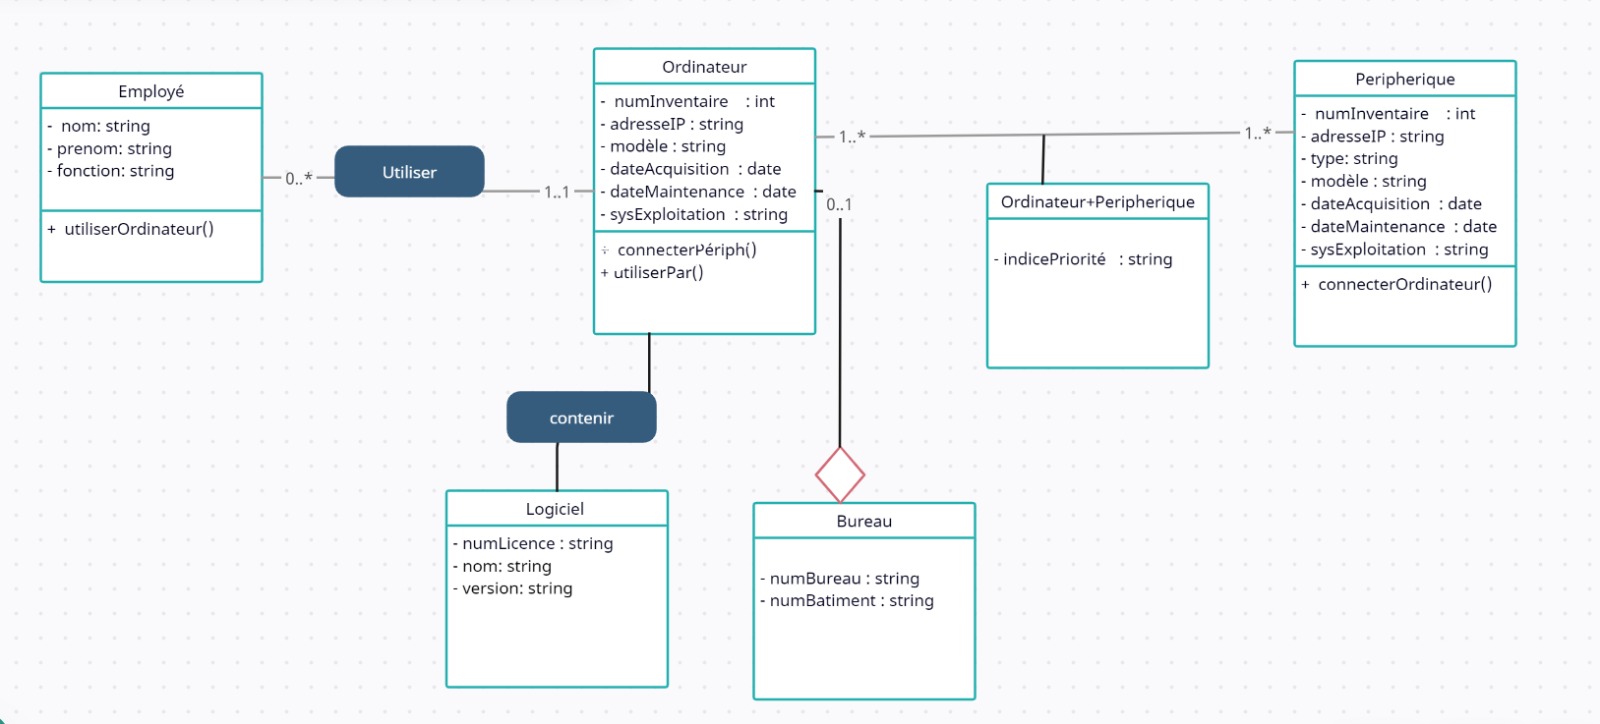 Employé
- nom: string
- prenom: string
- fonction: string
+ utiliserOrdinateur()
0..*
Utiliser
1..1
Ordinateur
- numInventaire : int
- adresseIP : string
- modèle : string
- dateAcquisition : date
- dateMaintenance : date
- sysExploitation : string
+ connecterPériph()
+ utiliserPar()
1..*
1..*
0..1
Ordinateur+Peripherique
- indicePriorité : string
Peripherique
- numInventaire : int
- adresseIP : string
- type: string
- modèle : string
- dateAcquisition : date
- dateMaintenance : date
- sysExploitation : string
+ connecterOrdinateur()
contenir
Logiciel
- numLicence : string
- nom: string
- version: string
Bureau
- numBureau : string
- numBatiment : string